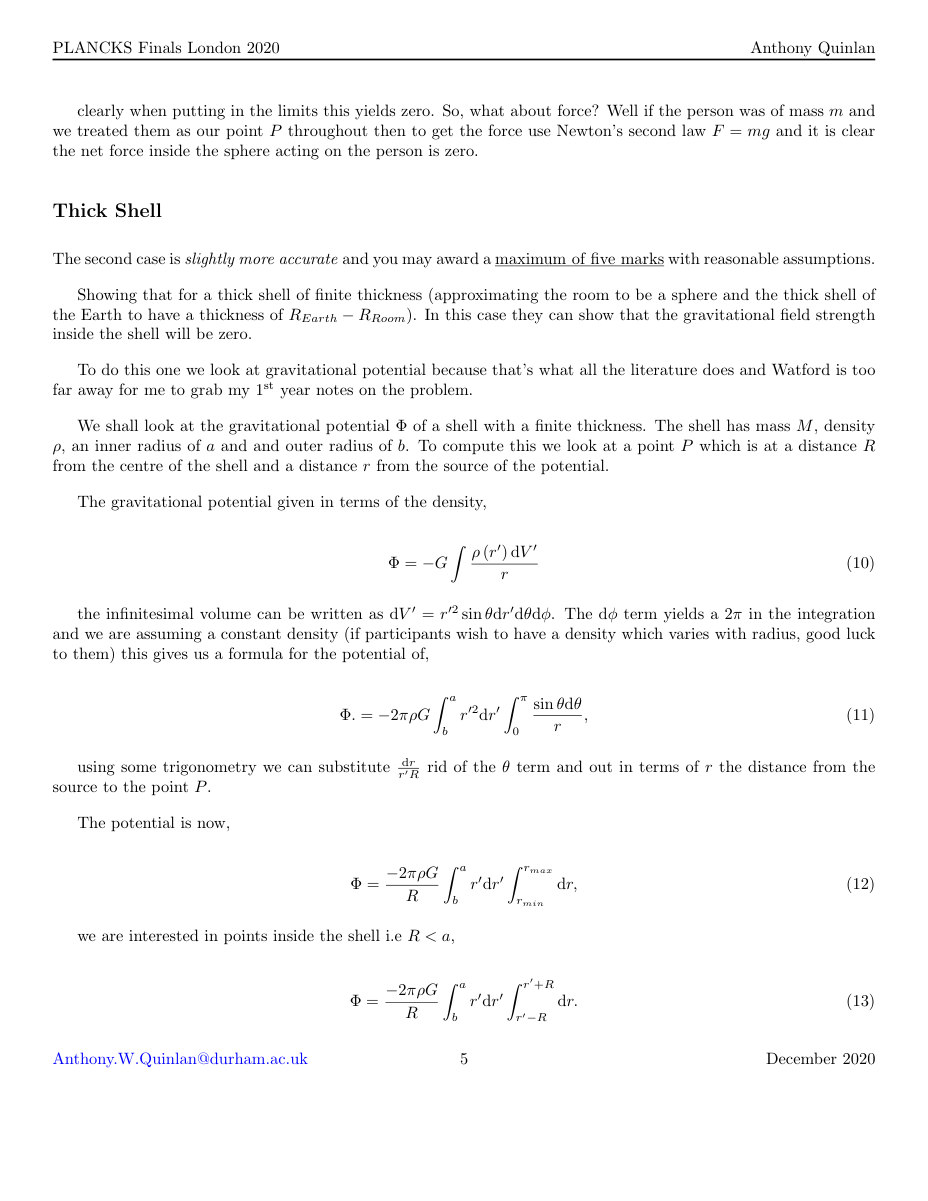 PLANCKS Finals London 2020 Anthony Quinlan
clearly when putting in the limits this yields zero. So, what about force? Well if the person was of mass m and
we treated them as our point P throughout then to get the force use Newton's second law F = mg and it is clear
the net force inside the sphere acting on the person is zero.
Thick Shell
The second case is slightly more accurate and you may award a maximum of five marks with reasonable assumptions.
Showing that for a thick shell of finite thickness (approximating the room to be a sphere and the thick shell of
the Earth to have a thickness of R_{Earth} − R_{Room}). In this case they can show that the gravitational field strength
inside the shell will be zero.
To do this one we look at gravitational potential because that's what all the literature does and Watford is too
far away for me to grab my 1^{st} year notes on the problem.
We shall look at the gravitational potential Φ of a shell with a finite thickness. The shell has mass M, density
ρ, an inner radius of a and and outer radius of b. To compute this we look at a point P which is at a distance R
from the centre of the shell and a distance r from the source of the potential.
The gravitational potential given in terms of the density,
Φ = −G ∫ \frac{ρ (r′) dV′}{r} (10)
the infinitesimal volume can be written as dV′ = r′² sin θdr′dθdϕ. The dϕ term yields a 2π in the integration
and we are assuming a constant density (if participants wish to have a density which varies with radius, good luck
to them) this gives us a formula for the potential of,
Φ. = −2πρG ∫_{b}^{a} r′²dr′ ∫_{0}^{π} \frac{sin θdθ}{r}, (11)
using some trigonometry we can substitute \frac{dr}{r′R} rid of the θ term and out in terms of r the distance from the
source to the point P.
The potential is now,
Φ = \frac{−2πρG}{R} ∫_{b}^{a} r′dr′ ∫_{r_{min}}^{r_{max}} dr, (12)
we are interested in points inside the shell i.e R < a,
Φ = \frac{−2πρG}{R} ∫_{b}^{a} r′dr′ ∫_{r′−R}^{r′+R} dr. (13)
Anthony.W.Quinlan@durham.ac.uk 5 December 2020